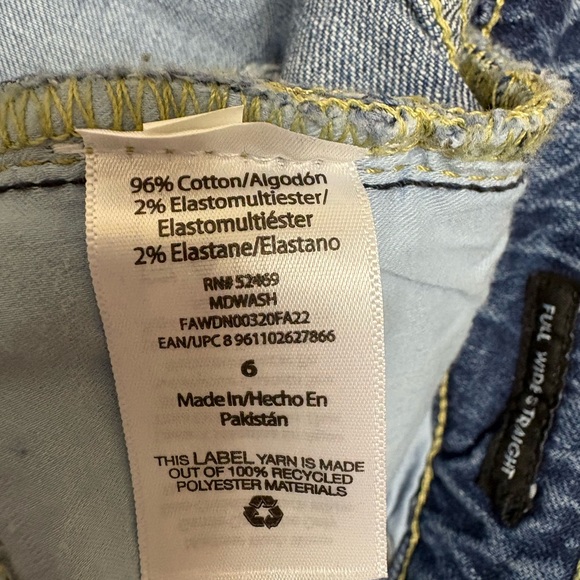 96% Cotton/Algodón
2% Elastomultiester/
Elastomultiéster
2% Elastane/Elastano
RN# 52469
MDWASH
FAWDN00320FA22
EAN/UPC 8 961102627866
6
Made In/Hecho En
Pakistán
THIS LABEL YARN IS MADE
OUT OF 100% RECYCLED
POLYESTER MATERIALS
FULL WIDE STRAIGHT